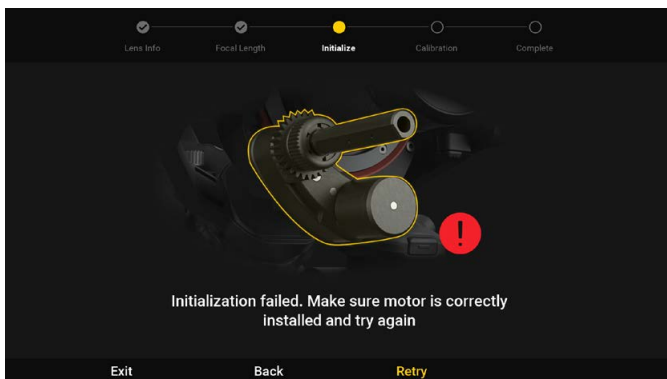 Lens Info
Focal Length
Initialize
Calibration
Complete
!
Initialization failed. Make sure motor is correctly
installed and try again
Exit
Back
Retry